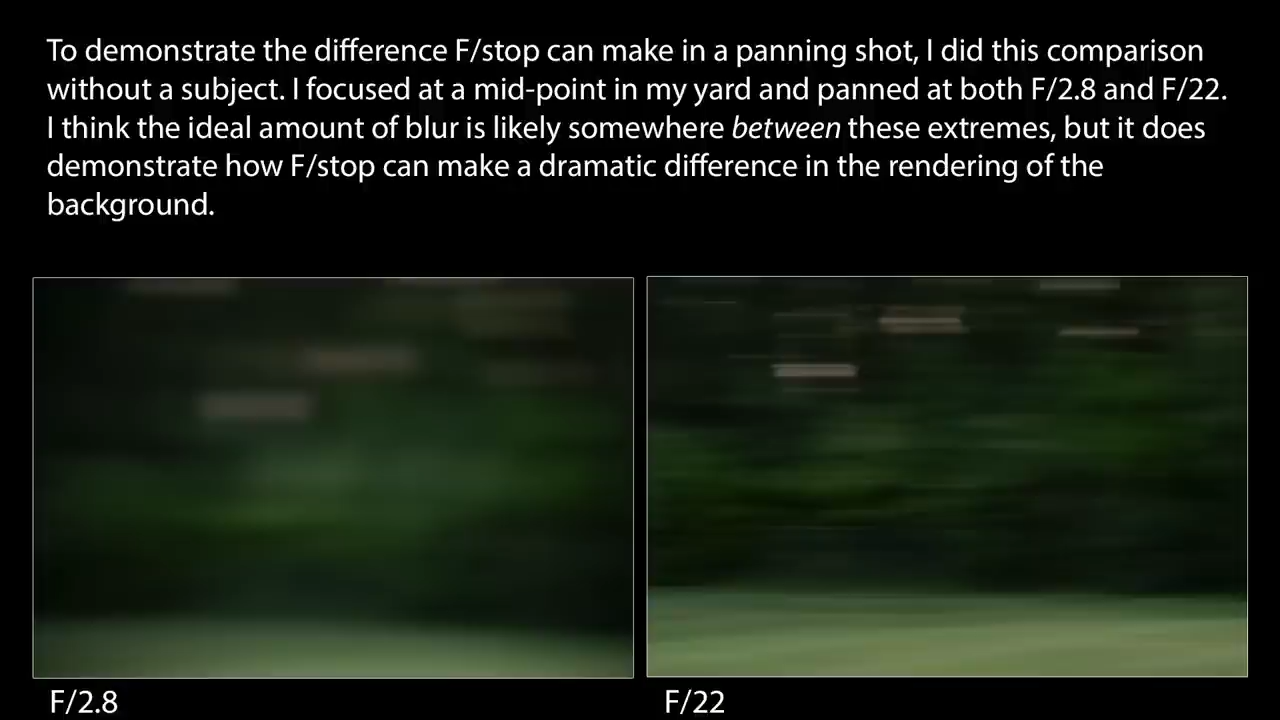 To demonstrate the difference F/stop can make in a panning shot, I did this comparison
without a subject. I focused at a mid-point in my yard and panned at both F/2.8 and F/22.
I think the ideal amount of blur is likely somewhere between these extremes, but it does
demonstrate how F/stop can make a dramatic difference in the rendering of the
background.
F/2.8
F/22